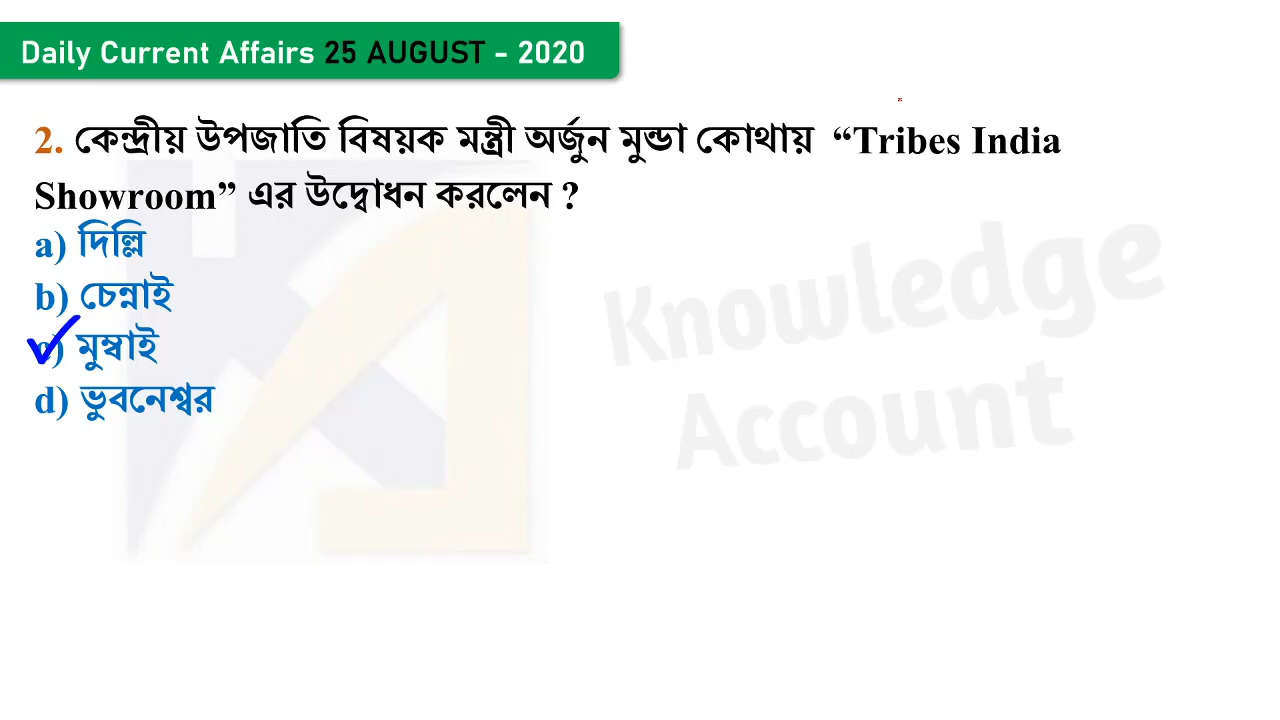 Daily Current Affairs 25 AUGUST - 2020
2. কেন্দ্রীয় উপজাতি বিষয়ক মন্ত্রী অর্জুন মুন্ডা কোথায় “Tribes India
Showroom” এর উদ্বোধন করলেন ?
a) দিল্লি
b) চেন্নাই
c) মুম্বাই
d) ভুবনেশ্বর
Knowledge
Account